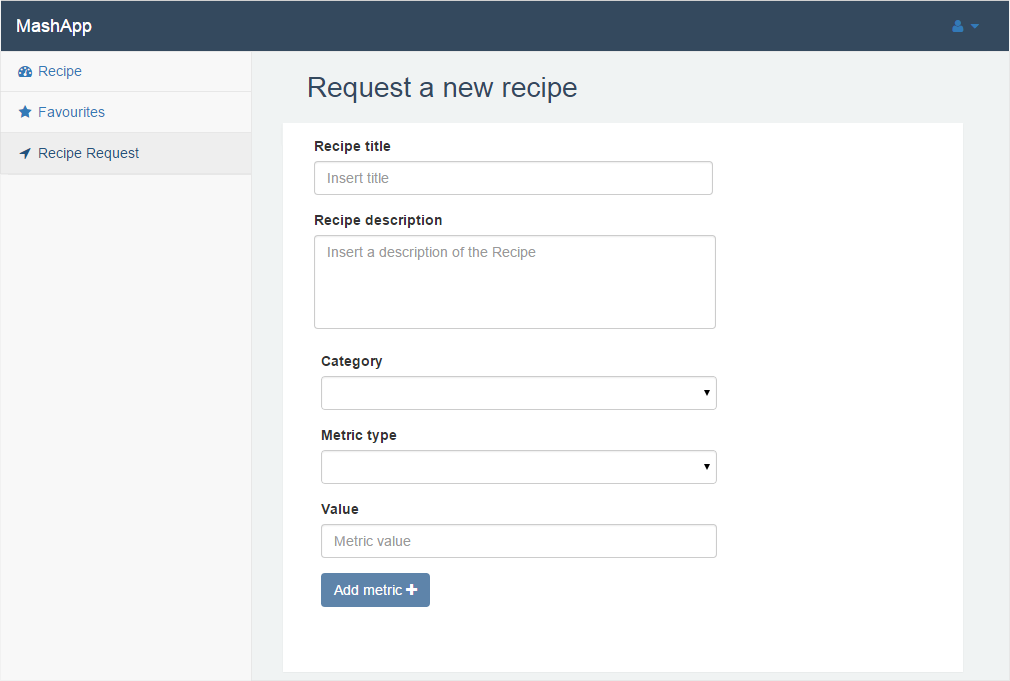 MashApp
Recipe
Favourites
Recipe Request
Request a new recipe
Recipe title
Insert title
Recipe description
Insert a description of the Recipe
Category
Metric type
Value
Metric value
Add metric